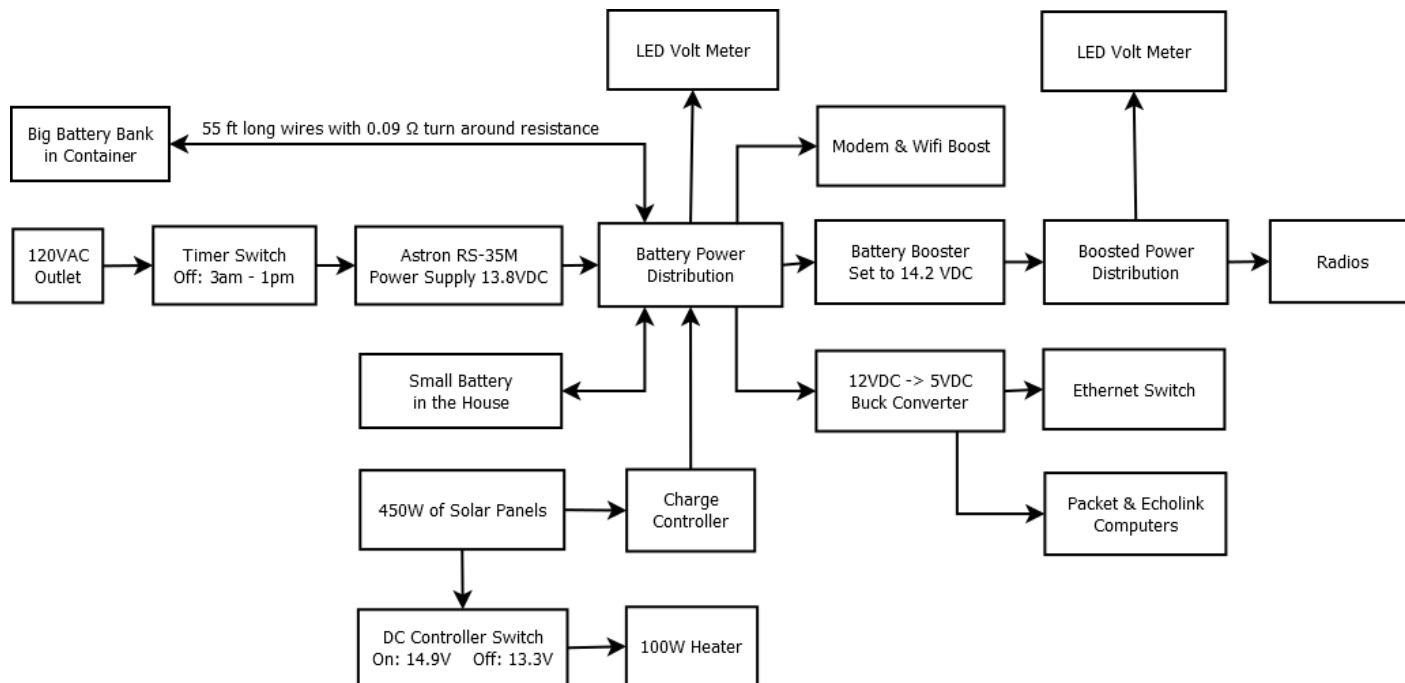 LED Volt Meter
LED Volt Meter
Big Battery Bank
in Container
55 ft long wires with 0.09 Ω turn around resistance
Modem & Wifi Boost
120VAC
Outlet
Timer Switch
Off: 3am - 1pm
Astron RS-35M
Power Supply 13.8VDC
Battery Power
Distribution
Battery Booster
Set to 14.2 VDC
Boosted Power
Distribution
Radios
Small Battery
in the House
12VDC -> 5VDC
Buck Converter
Ethernet Switch
450W of Solar Panels
Charge
Controller
Packet & Echolink
Computers
DC Controller Switch
On: 14.9V Off: 13.3V
100W Heater